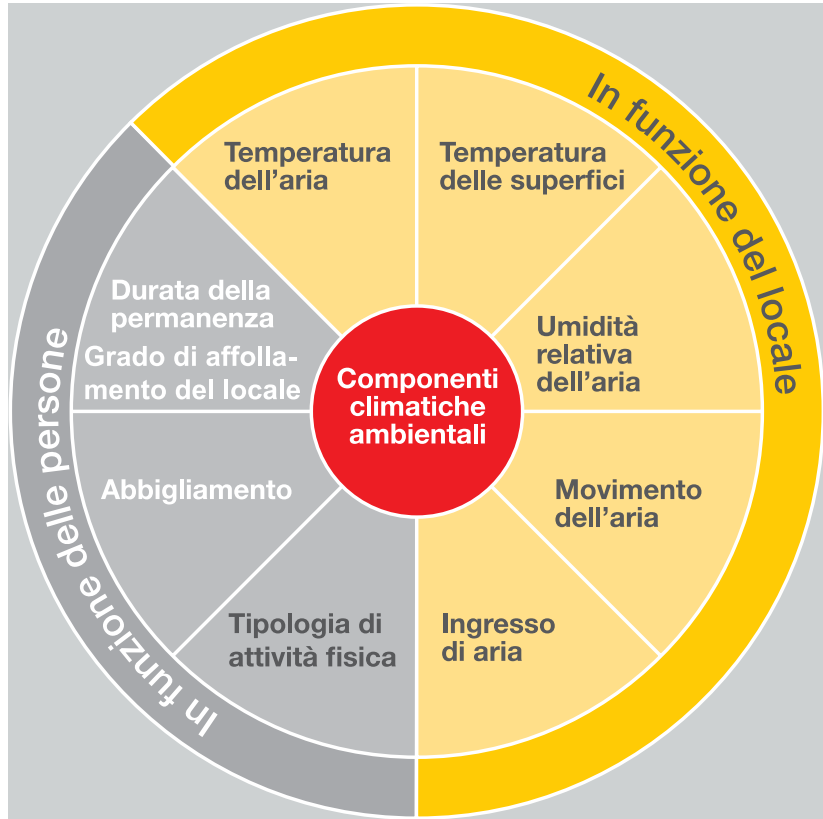 In funzione del locale
Temperatura
dell'aria
Temperatura
delle superfici
Umidità
relativa
dell'aria
Movimento
dell'aria
Ingresso
di aria
Tipologia di
attività fisica
Abbigliamento
Durata della
permanenza
Grado di affolla-
mento del locale
In funzione delle persone
Componenti
climatiche
ambientali